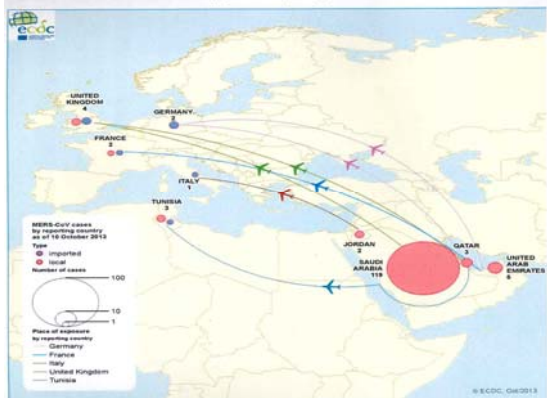 ecdc
UNITED
KINGDOM
4
GERMANY
2
FRANCE
2
ITALY
1
TUNISIA
3
JORDAN
2
SAUDI
ARABIA
119
QATAR
3
UNITED
ARAB
EMIRATES
6
MERS-CoV cases
by reporting country
as of 10 October 2013
Type
imported
local
Number of cases
100
10
1
Place of exposure
by reporting country
Germany
France
Italy
United Kingdom
Tunisia
© ECDC, Oct/2013